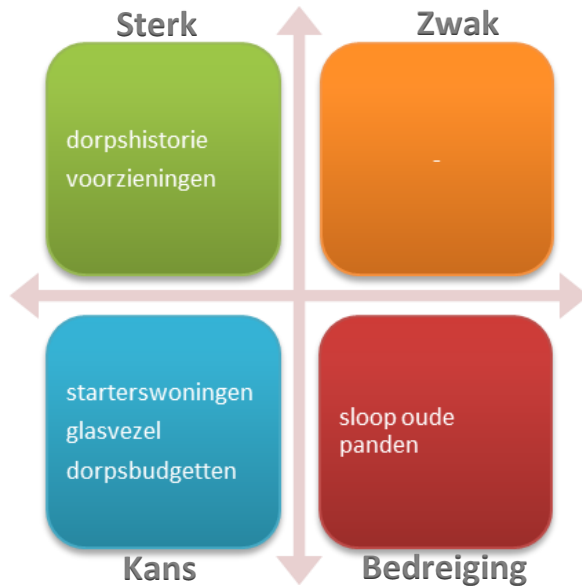 Sterk
Zwak
dorpshistorie
voorzieningen
-
starterswoningen
glasvezel
dorpsbudgetten
sloop oude
panden
Kans
Bedreiging